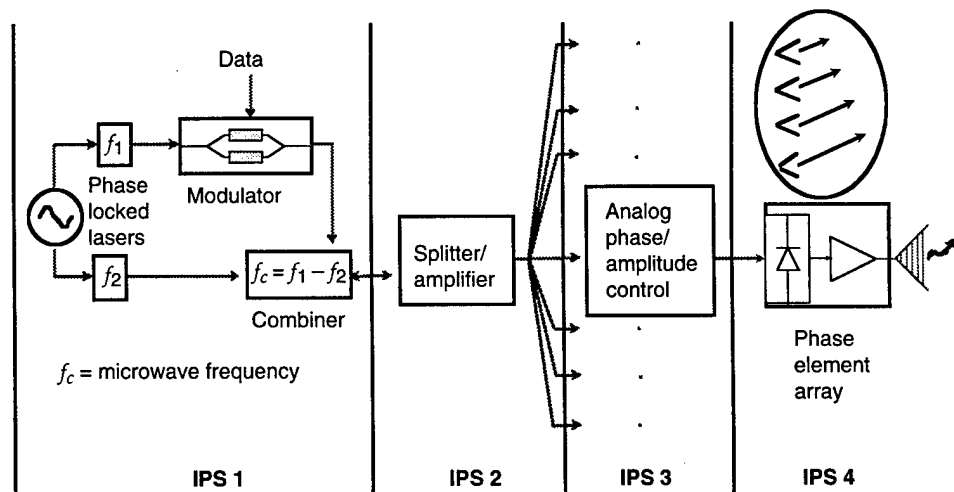 Data
f1
Phase
locked
lasers
Modulator
f2
fc = f1 − f2
Combiner
fc = microwave frequency
Splitter/
amplifier
Analog
phase/
amplitude
control
Phase
element
array
IPS 1
IPS 2
IPS 3
IPS 4